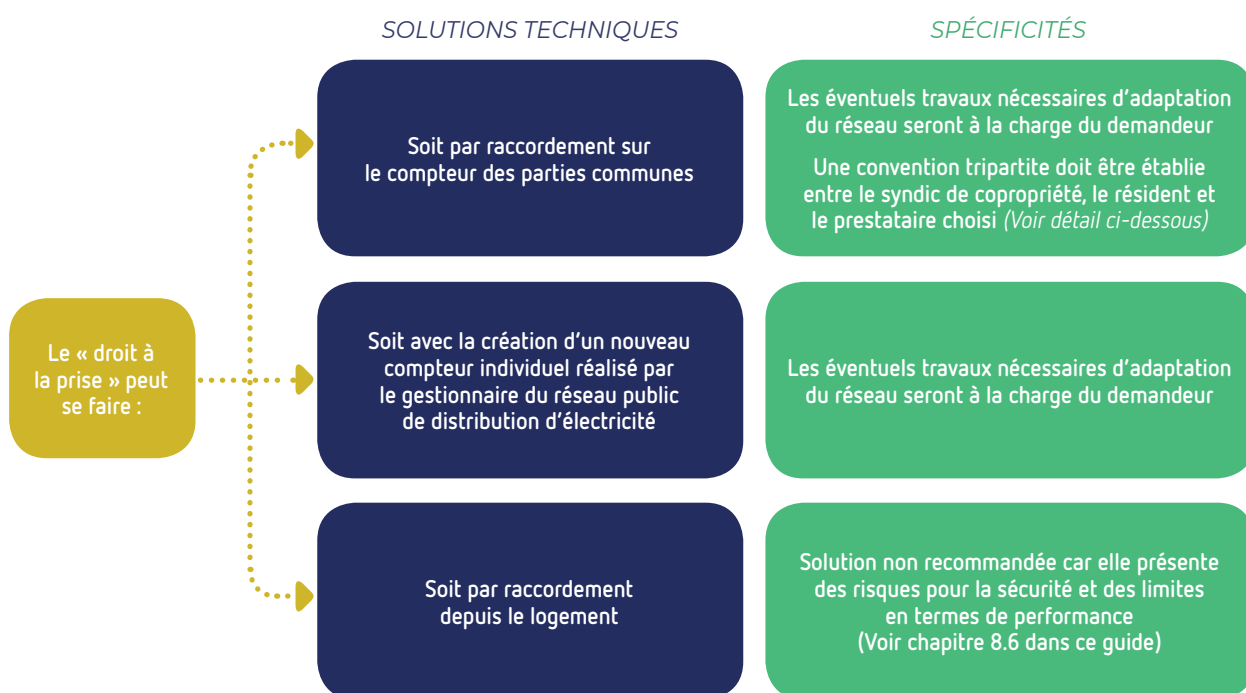 SOLUTIONS TECHNIQUES
SPÉCIFICITÉS
Le « droit à
la prise » peut
se faire :
Soit par raccordement sur
le compteur des parties communes
Les éventuels travaux nécessaires d'adaptation
du réseau seront à la charge du demandeur
Une convention tripartite doit être établie
entre le syndic de copropriété, le résident et
le prestataire choisi (Voir détail ci-dessous)
Soit avec la création d'un nouveau
compteur individuel réalisé par
le gestionnaire du réseau public
de distribution d'électricité
Les éventuels travaux nécessaires d'adaptation
du réseau seront à la charge du demandeur
Soit par raccordement
depuis le logement
Solution non recommandée car elle présente
des risques pour la sécurité et des limites
en termes de performance
(Voir chapitre 8.6 dans ce guide)